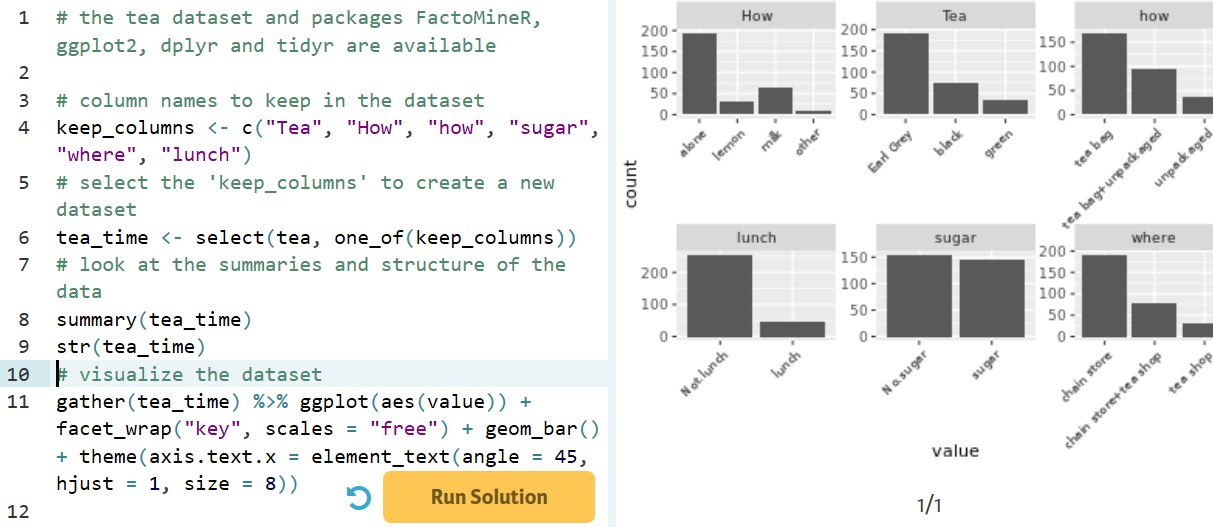 1 # the tea dataset and packages FactoMineR,
ggplot2, dplyr and tidyr are available
2
3 # column names to keep in the dataset
4 keep_columns <- c("Tea", "How", "how", "sugar",
"where", "lunch")
5 # select the 'keep_columns' to create a new
dataset
6 tea_time <- select(tea, one_of(keep_columns))
7 # look at the summaries and structure of the
data
8 summary(tea_time)
9 str(tea_time)
10 # visualize the dataset
11 gather(tea_time) %>% ggplot(aes(value)) +
facet_wrap("key", scales = "free") + geom_bar()
+ theme(axis.text.x = element_text(angle = 45,
hjust = 1, size = 8))
12
Run Solution
How
200
150
100
50
0
alone
lemon
milk
other
Tea
200
150
100
50
0
Earl Grey
black
green
how
150
100
50
0
tea bag
tea bag+unpackaged
unpackaged
count
lunch
200
100
0
Not.lunch
lunch
sugar
150
100
50
0
No.sugar
sugar
where
200
150
100
50
0
chain store
chain store+tea shop
tea shop
value
1/1